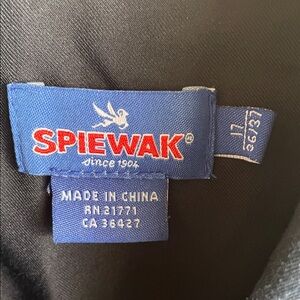 SPIEWAK®
since 1904
17
36/37
MADE IN CHINA
RN.21771
CA 36427